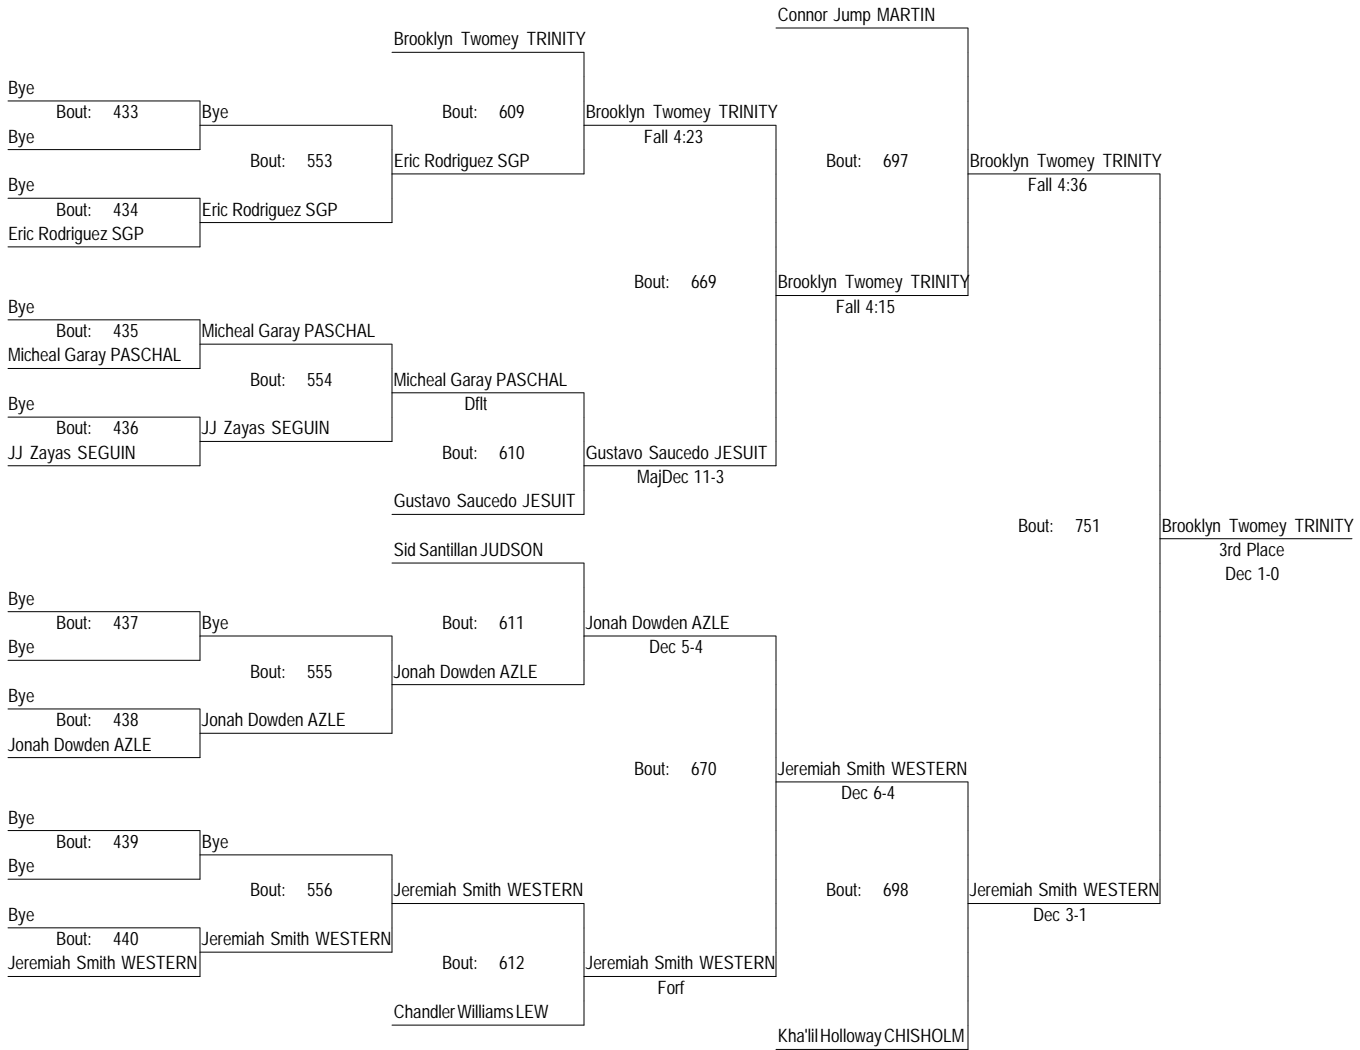 Connor Jump MARTIN
Brooklyn Twomey TRINITY
Bye
Bout: 433
Bye
Bout: 609
Brooklyn Twomey TRINITY
Bye
Fall 4:23
Bout: 553
Eric Rodriguez SGP
Bout: 697
Brooklyn Twomey TRINITY
Bye
Fall 4:36
Bout: 434
Eric Rodriguez SGP
Eric Rodriguez SGP
Bout: 669
Brooklyn Twomey TRINITY
Bye
Fall 4:15
Bout: 435
Micheal Garay PASCHAL
Micheal Garay PASCHAL
Bout: 554
Micheal Garay PASCHAL
Bye
Dflt
Bout: 436
JJ Zayas SEGUIN
JJ Zayas SEGUIN
Bout: 610
Gustavo Saucedo JESUIT
MajDec 11-3
Gustavo Saucedo JESUIT
Bout: 751
Brooklyn Twomey TRINITY
Sid Santillan JUDSON
3rd Place
Dec 1-0
Bye
Bout: 437
Bye
Bout: 611
Jonah Dowden AZLE
Bye
Dec 5-4
Bout: 555
Jonah Dowden AZLE
Bye
Bout: 438
Jonah Dowden AZLE
Jonah Dowden AZLE
Bout: 670
Jeremiah Smith WESTERN
Dec 6-4
Bye
Bout: 439
Bye
Bye
Bout: 556
Jeremiah Smith WESTERN
Bout: 698
Jeremiah Smith WESTERN
Bye
Dec 3-1
Bout: 440
Jeremiah Smith WESTERN
Jeremiah Smith WESTERN
Bout: 612
Jeremiah Smith WESTERN
Forf
Chandler Williams LEW
Kha'lil Holloway CHISHOLM